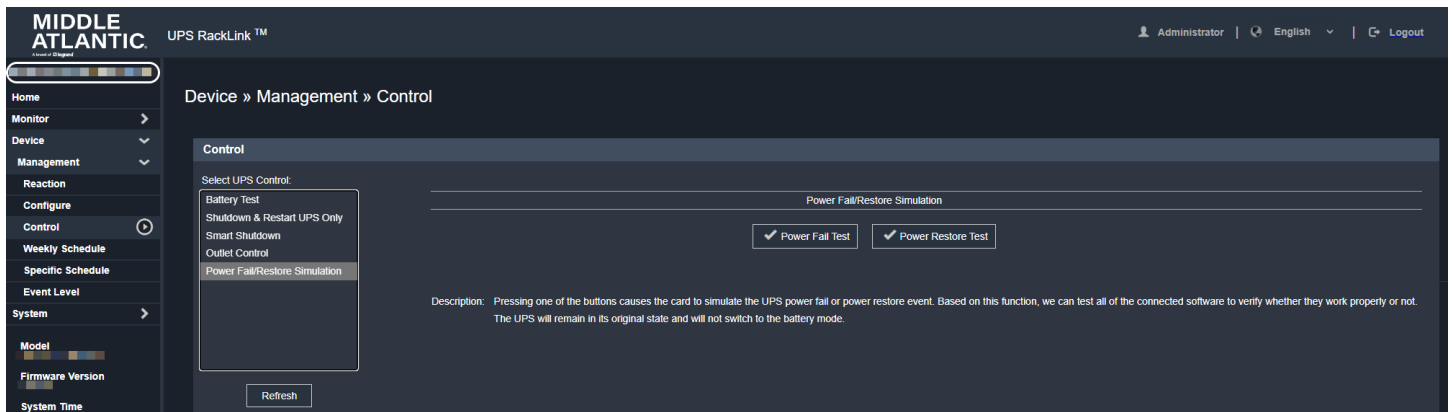 MIDDLE
ATLANTIC
UPS RackLink ™
Administrator | English | Logout
Home
Monitor
Device
Management
Reaction
Configure
Control
Weekly Schedule
Specific Schedule
Event Level
System
Model
Firmware Version
System Time
Device » Management » Control
Control
Select UPS Control:
Battery Test
Shutdown & Restart UPS Only
Smart Shutdown
Outlet Control
Power Fail/Restore Simulation
Refresh
Power Fail/Restore Simulation
Power Fail Test
Power Restore Test
Description: Pressing one of the buttons causes the card to simulate the UPS power fail or power restore event. Based on this function, we can test all of the connected software to verify whether they work properly or not.
The UPS will remain in its original state and will not switch to the battery mode.